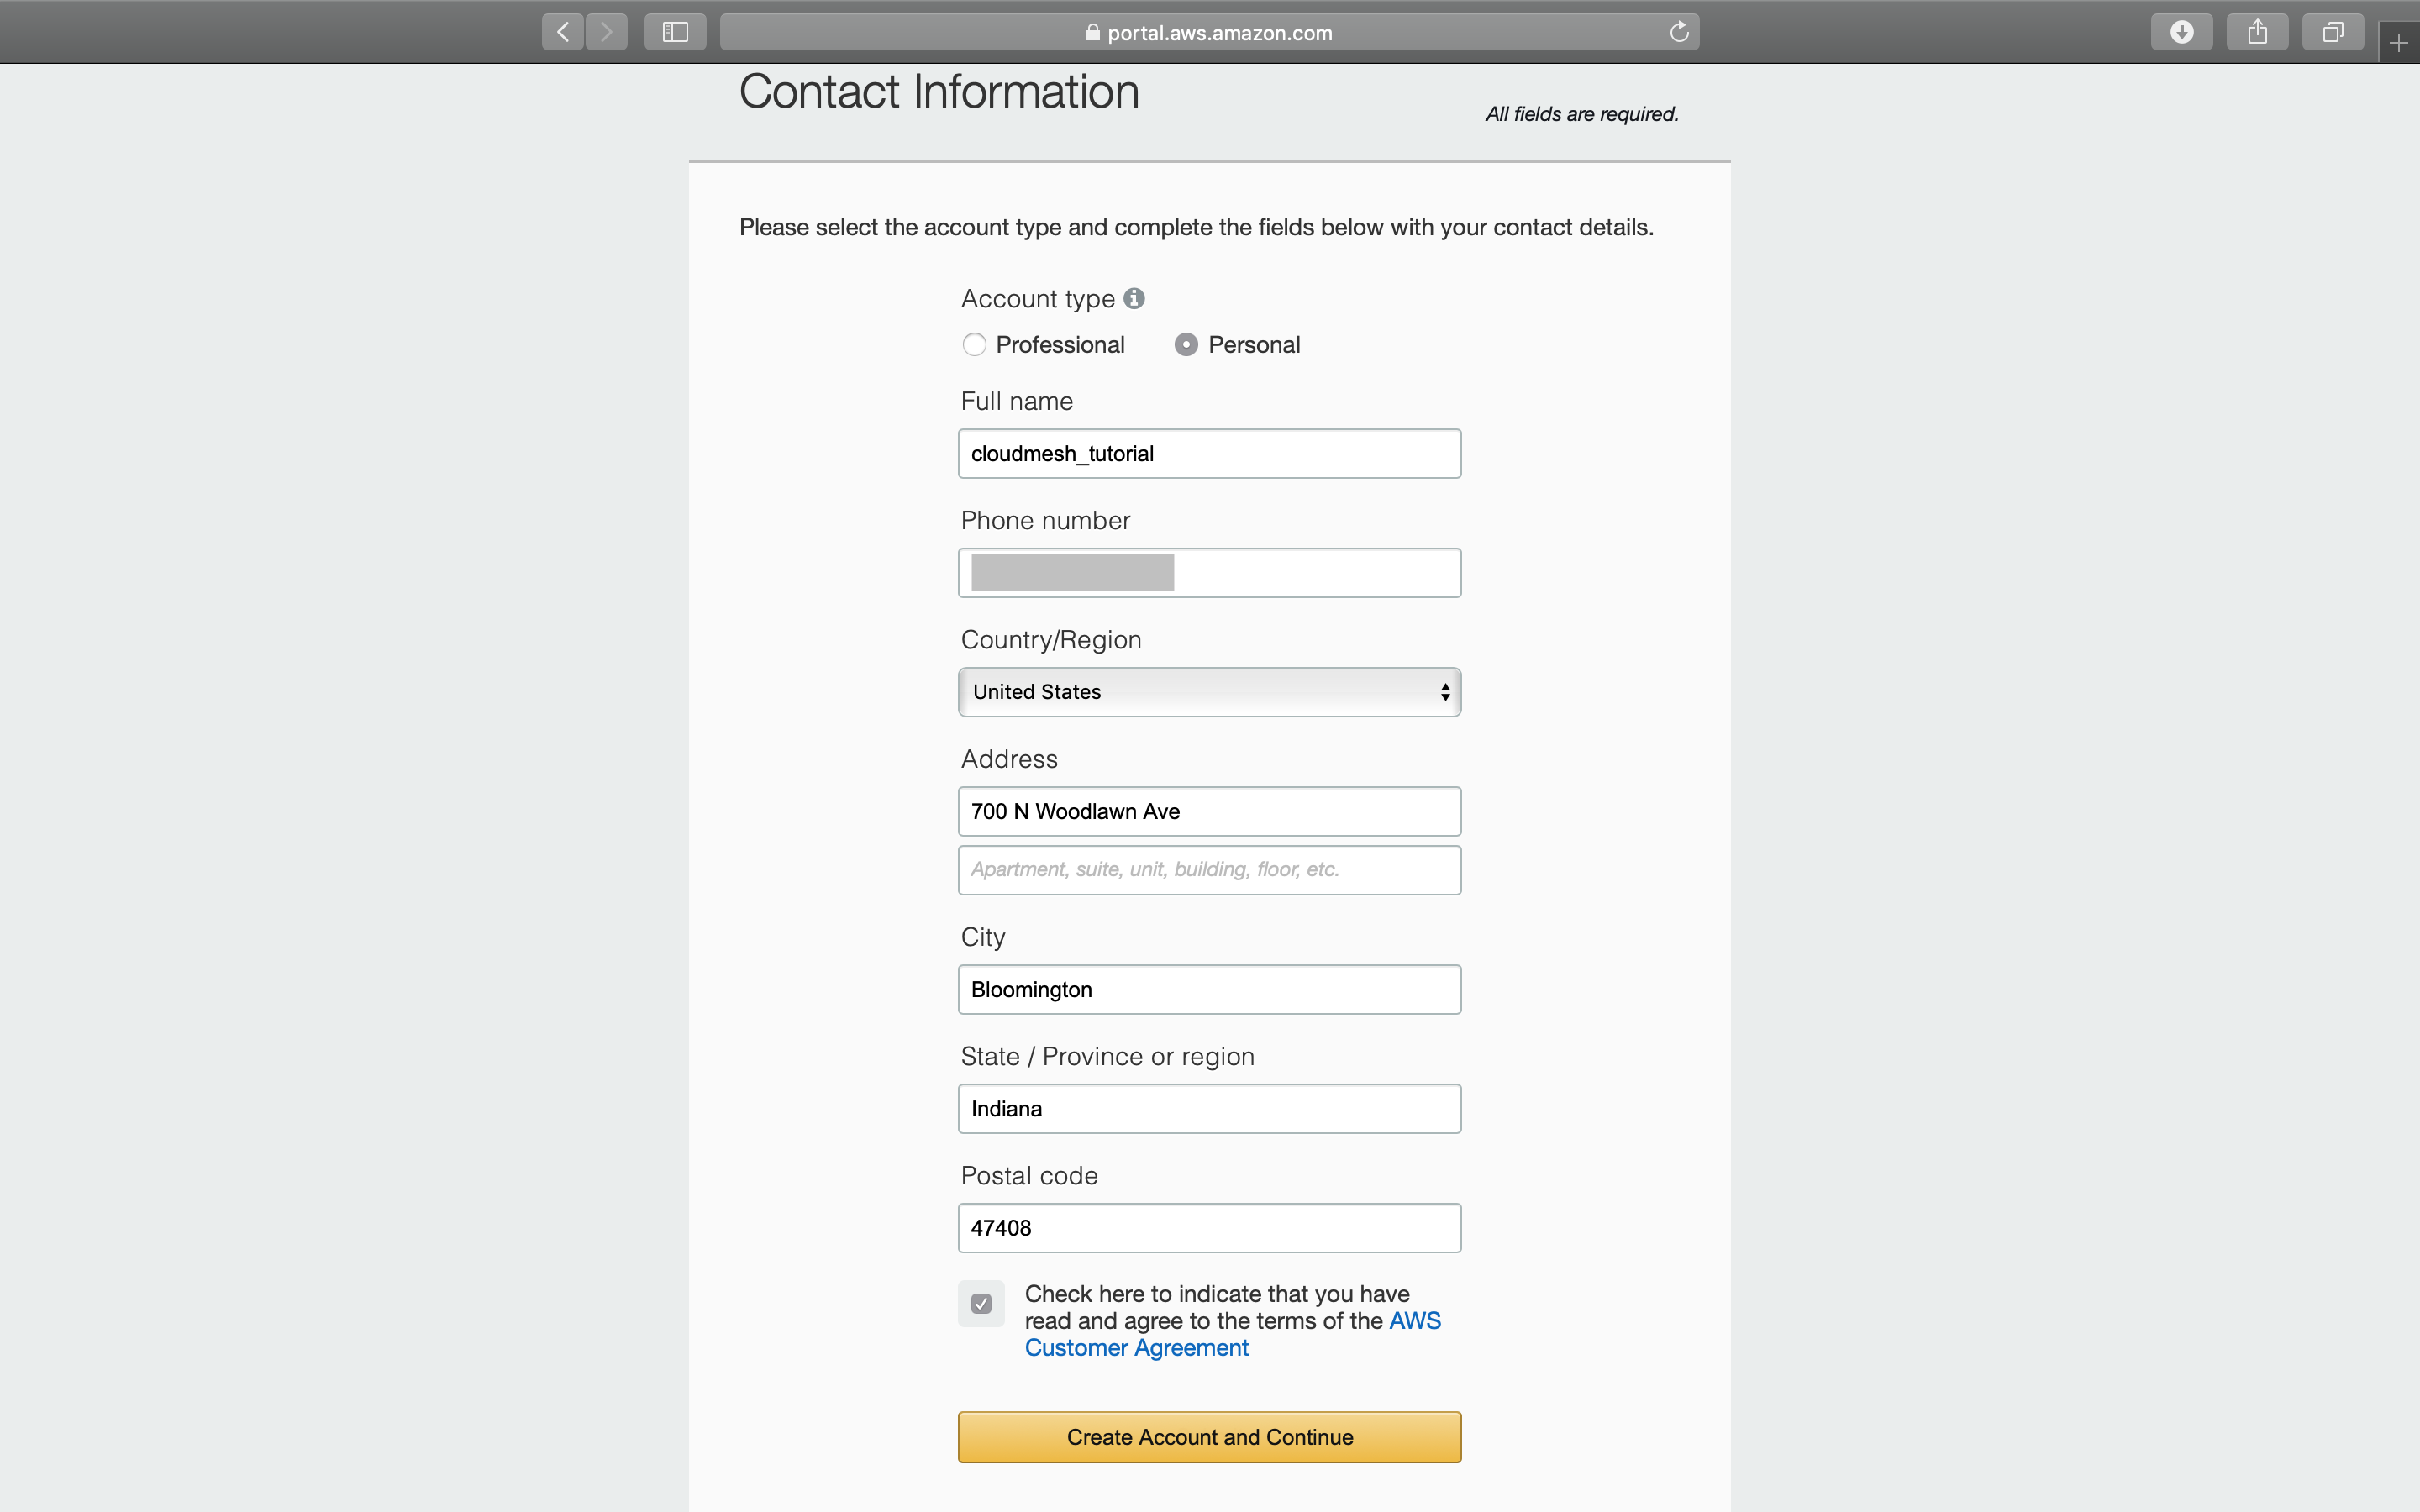 portal.aws.amazon.com
Contact Information
All fields are required.
Please select the account type and complete the fields below with your contact details.
Account type
Professional Personal
Full name
cloudmesh_tutorial
Phone number
Country/Region
United States
Address
700 N Woodlawn Ave
Apartment, suite, unit, building, floor, etc.
City
Bloomington
State / Province or region
Indiana
Postal code
47408
Check here to indicate that you have
read and agree to the terms of the AWS
Customer Agreement
Create Account and Continue